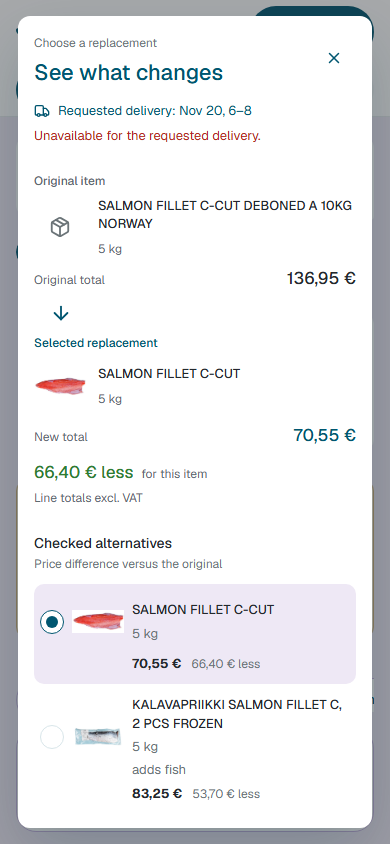 Choose a replacement
See what changes
Requested delivery: Nov 20, 6–8
Unavailable for the requested delivery.
Original item
SALMON FILLET C-CUT DEBONED A 10KG
NORWAY
5 kg
Original total 136,95 €
Selected replacement
SALMON FILLET C-CUT
5 kg
New total 70,55 €
66,40 € less for this item
Line totals excl. VAT
Checked alternatives
Price difference versus the original
SALMON FILLET C-CUT
5 kg
70,55 € 66,40 € less
KALAVAPRIIKKI SALMON FILLET C,
2 PCS FROZEN
5 kg
adds fish
83,25 € 53,70 € less